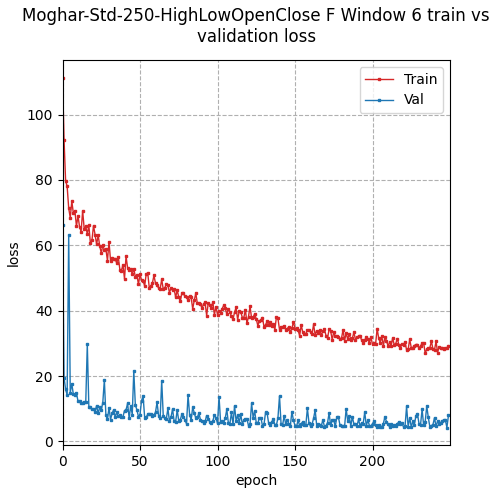 Moghar-Std-250-HighLowOpenClose F Window 6 train vs
validation loss
Train
Val
100
80
60
40
20
0
loss
0
50
100
150
200
epoch